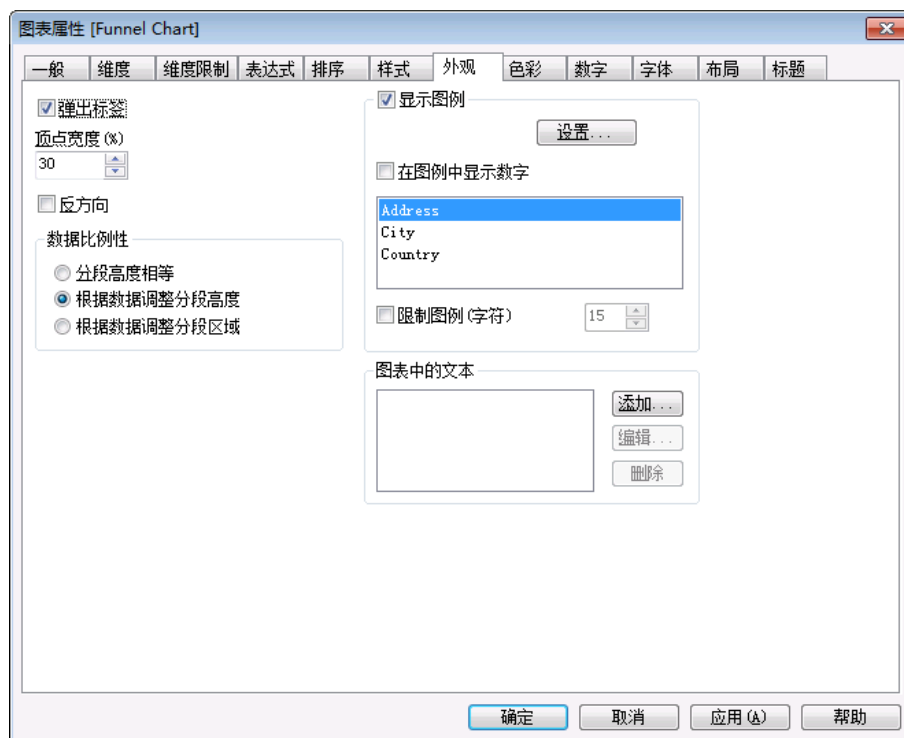 图表属性 [Funnel Chart]
一般 维度 维度限制 表达式 排序 样式 外观 色彩 数字 字体 布局 标题
弹出标签
顶点宽度(%)
30
反方向
数据比例性
分段高度相等
根据数据调整分段高度
根据数据调整分段区域
显示图例
设置...
在图例中显示数字
Address
City
Country
限制图例(字符) 15
图表中的文本
添加...
编辑...
删除
确定 取消 应用(A) 帮助